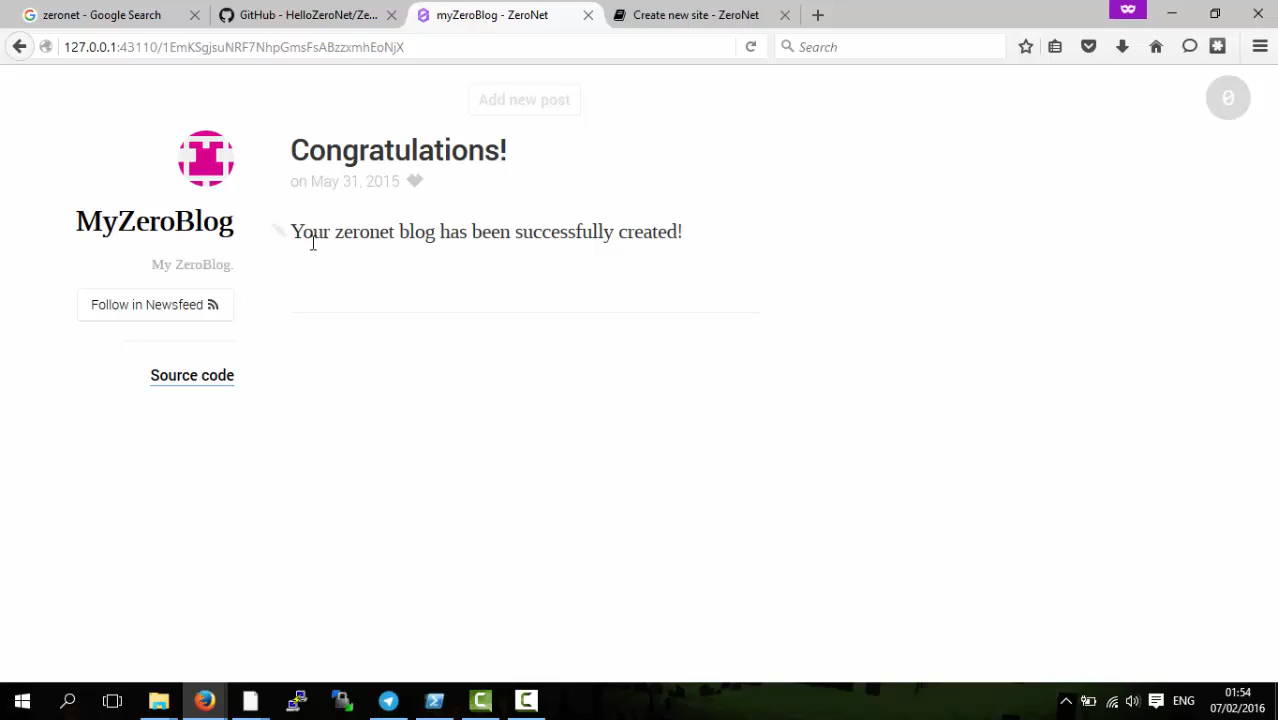 zeronet - Google Search
GitHub - HelloZeroNet/Ze...
myZeroBlog - ZeroNet
Create new site - ZeroNet
127.0.0.1:43110/1EmKSgjsuNRF7NhpGmsFsABzzxmhEoNjX
Search
Add new post
0
Congratulations!
on May 31, 2015
MyZeroBlog
Your zeronet blog has been successfully created!
My ZeroBlog.
Follow in Newsfeed
Source code
ENG
01:54
07/02/2016